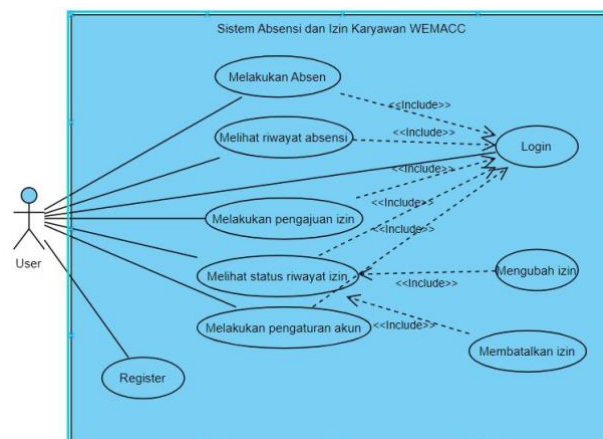 Sistem Absensi dan Izin Karyawan WEMACC
Melakukan Absen
<<Include>>
Melihat riwayat absensi
<<Include>>
Login
<<Include>>
Melakukan pengajuan izin
<<Include>>
User
Melihat status riwayat izin
<<Include>>
Mengubah izin
<<Include>>
Melakukan pengaturan akun
<<Include>>
Membatalkan izin
Register